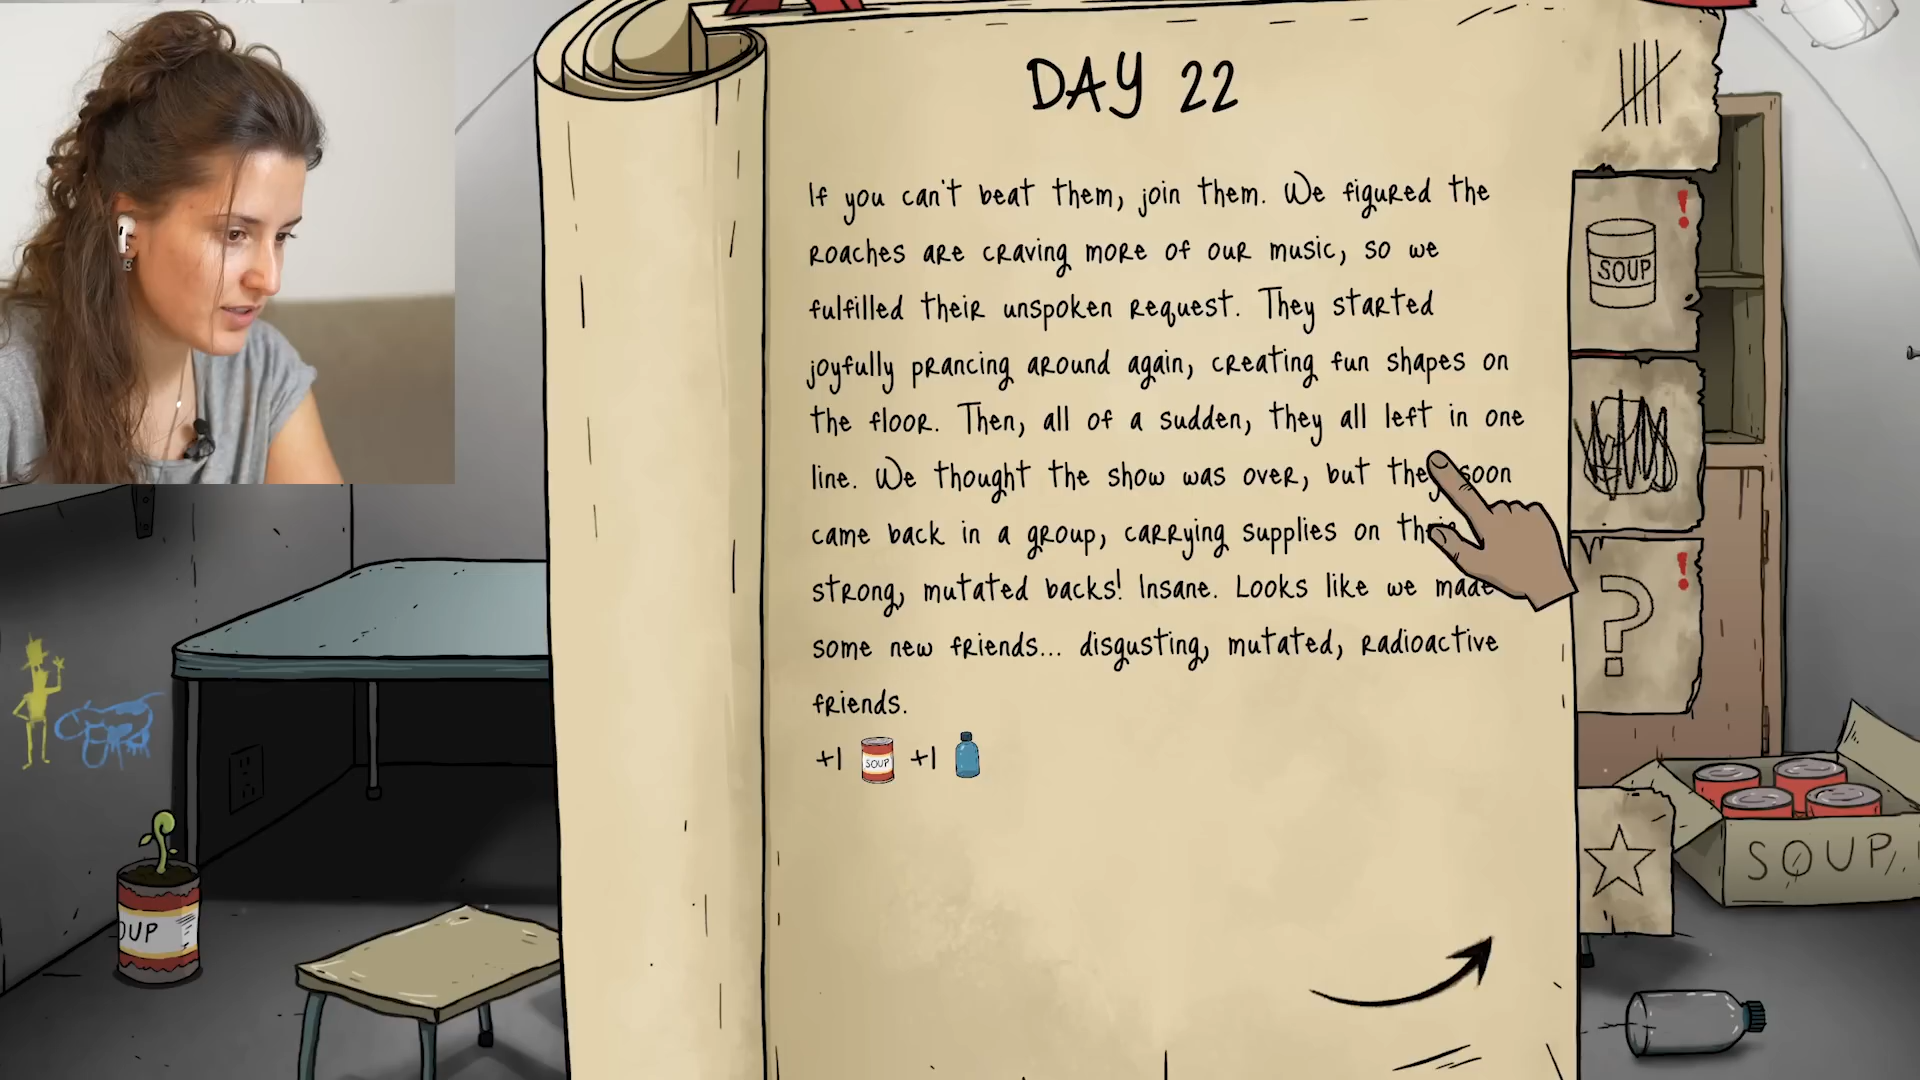 DAY 22
If you can't beat them, join them. We figured the
roaches are craving more of our music, so we
fulfilled their unspoken request. They started
joyfully prancing around again, creating fun shapes on
the floor. Then, all of a sudden, they all left in one
line. We thought the show was over, but they soon
came back in a group, carrying supplies on
strong, mutated backs! Insane. Looks like we made
some new friends... disgusting, mutated, radioactive
friends.
+1 SOUP +1
!
SOUP
!
?
SOUP
OUP